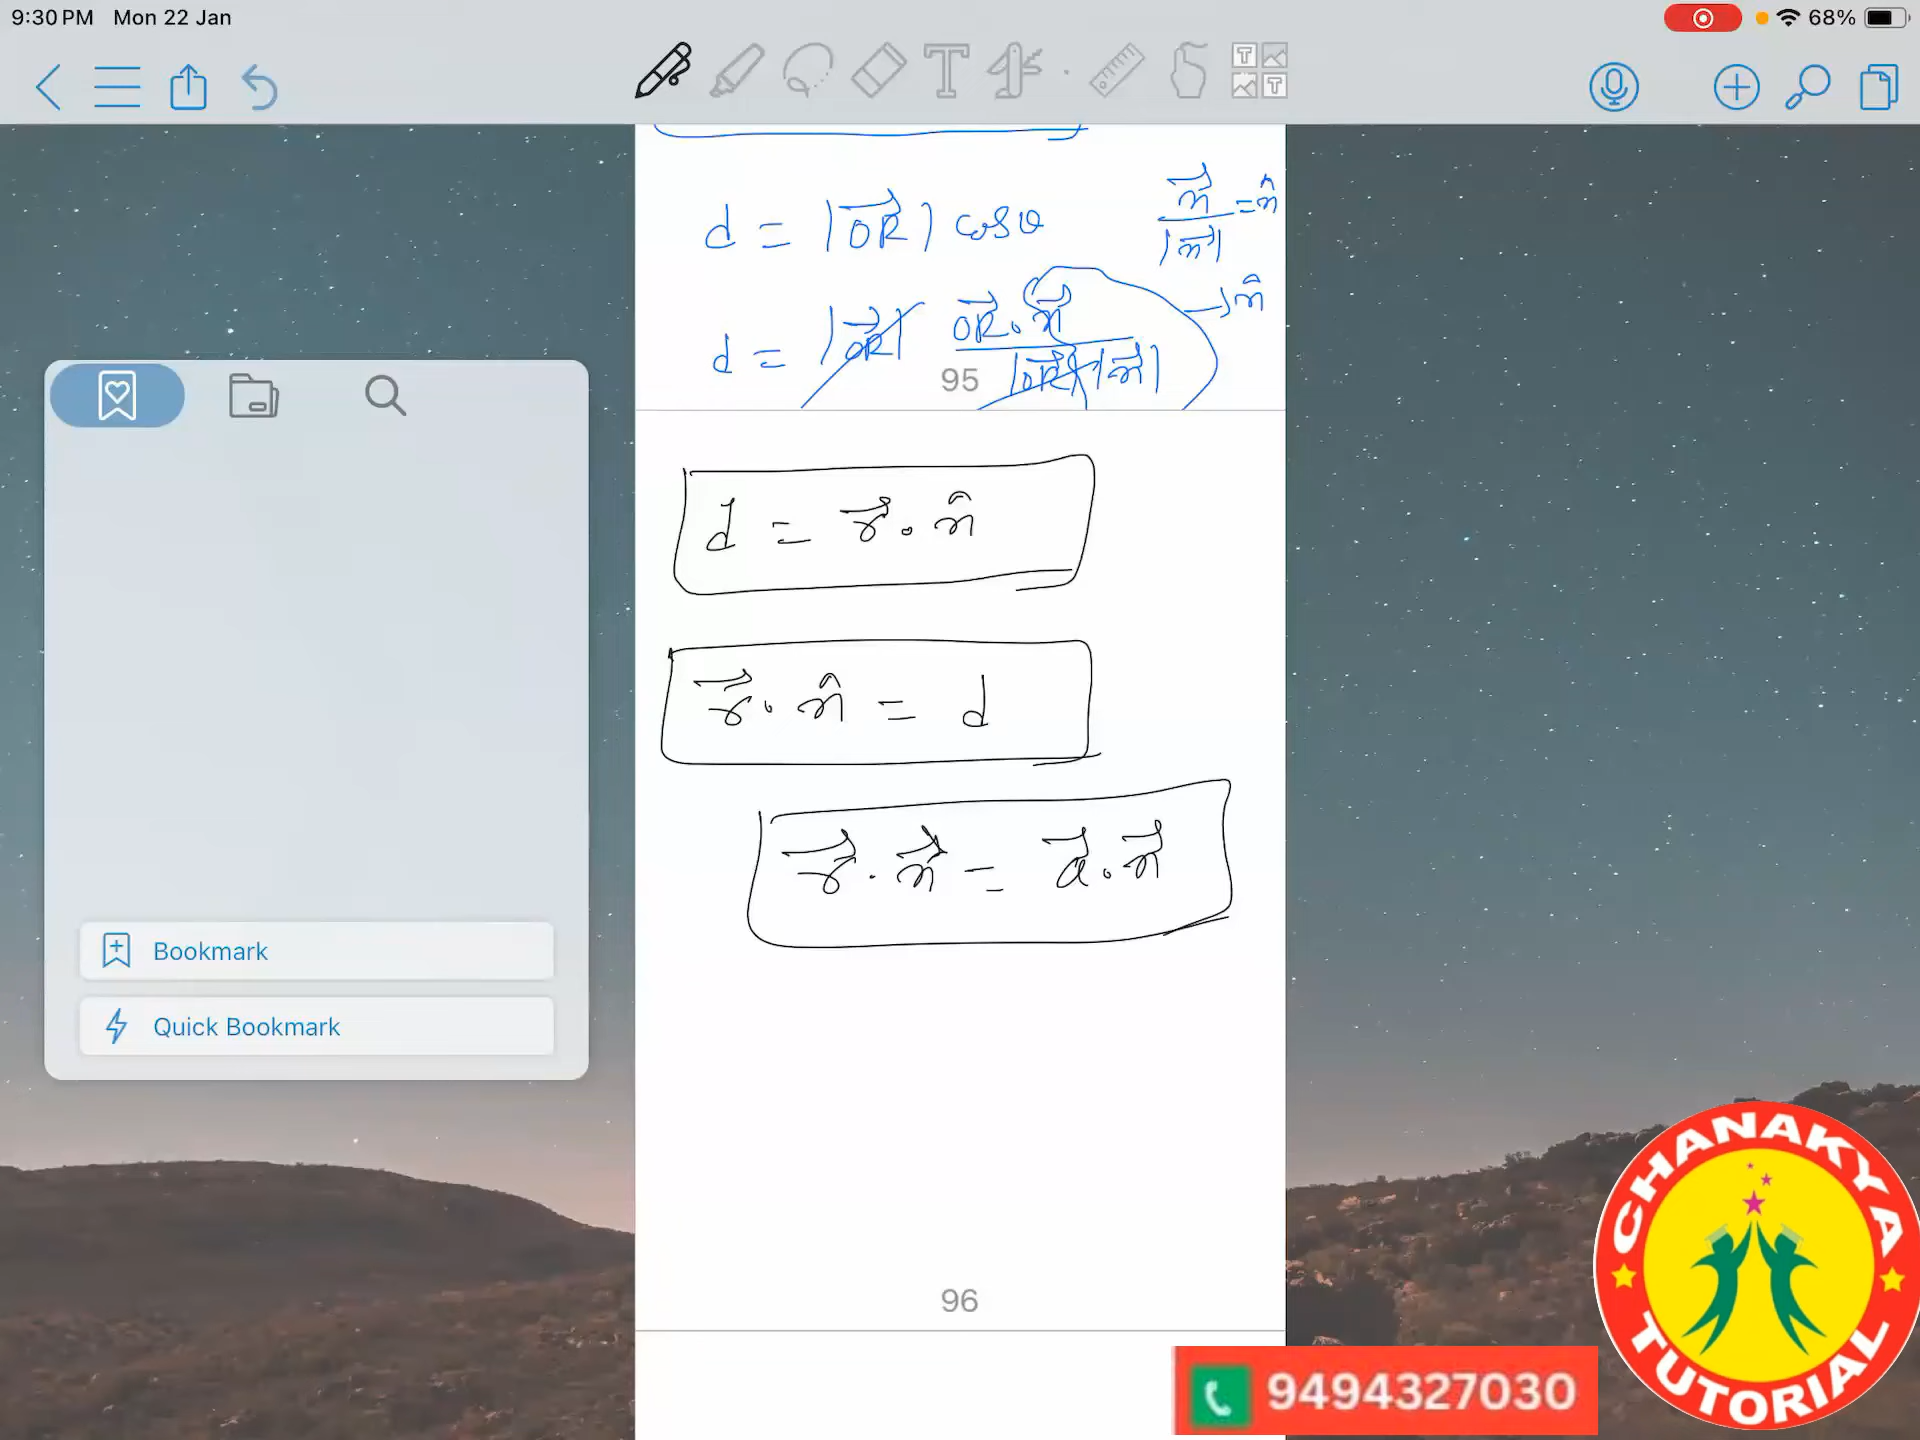 9:30 PM Mon 22 Jan 68%
d = |OR⃗| cosθ
n⃗/|n⃗| = n̂
d = |OR⃗| OR⃗ . n⃗ / |OR⃗| |n⃗| → n̂
95
d = r⃗ . n̂
r⃗ . n̂ = d
r⃗ . n⃗ = a⃗ . n⃗
Bookmark
Quick Bookmark
96
CHANAKYA
TUTORIAL
9494327030